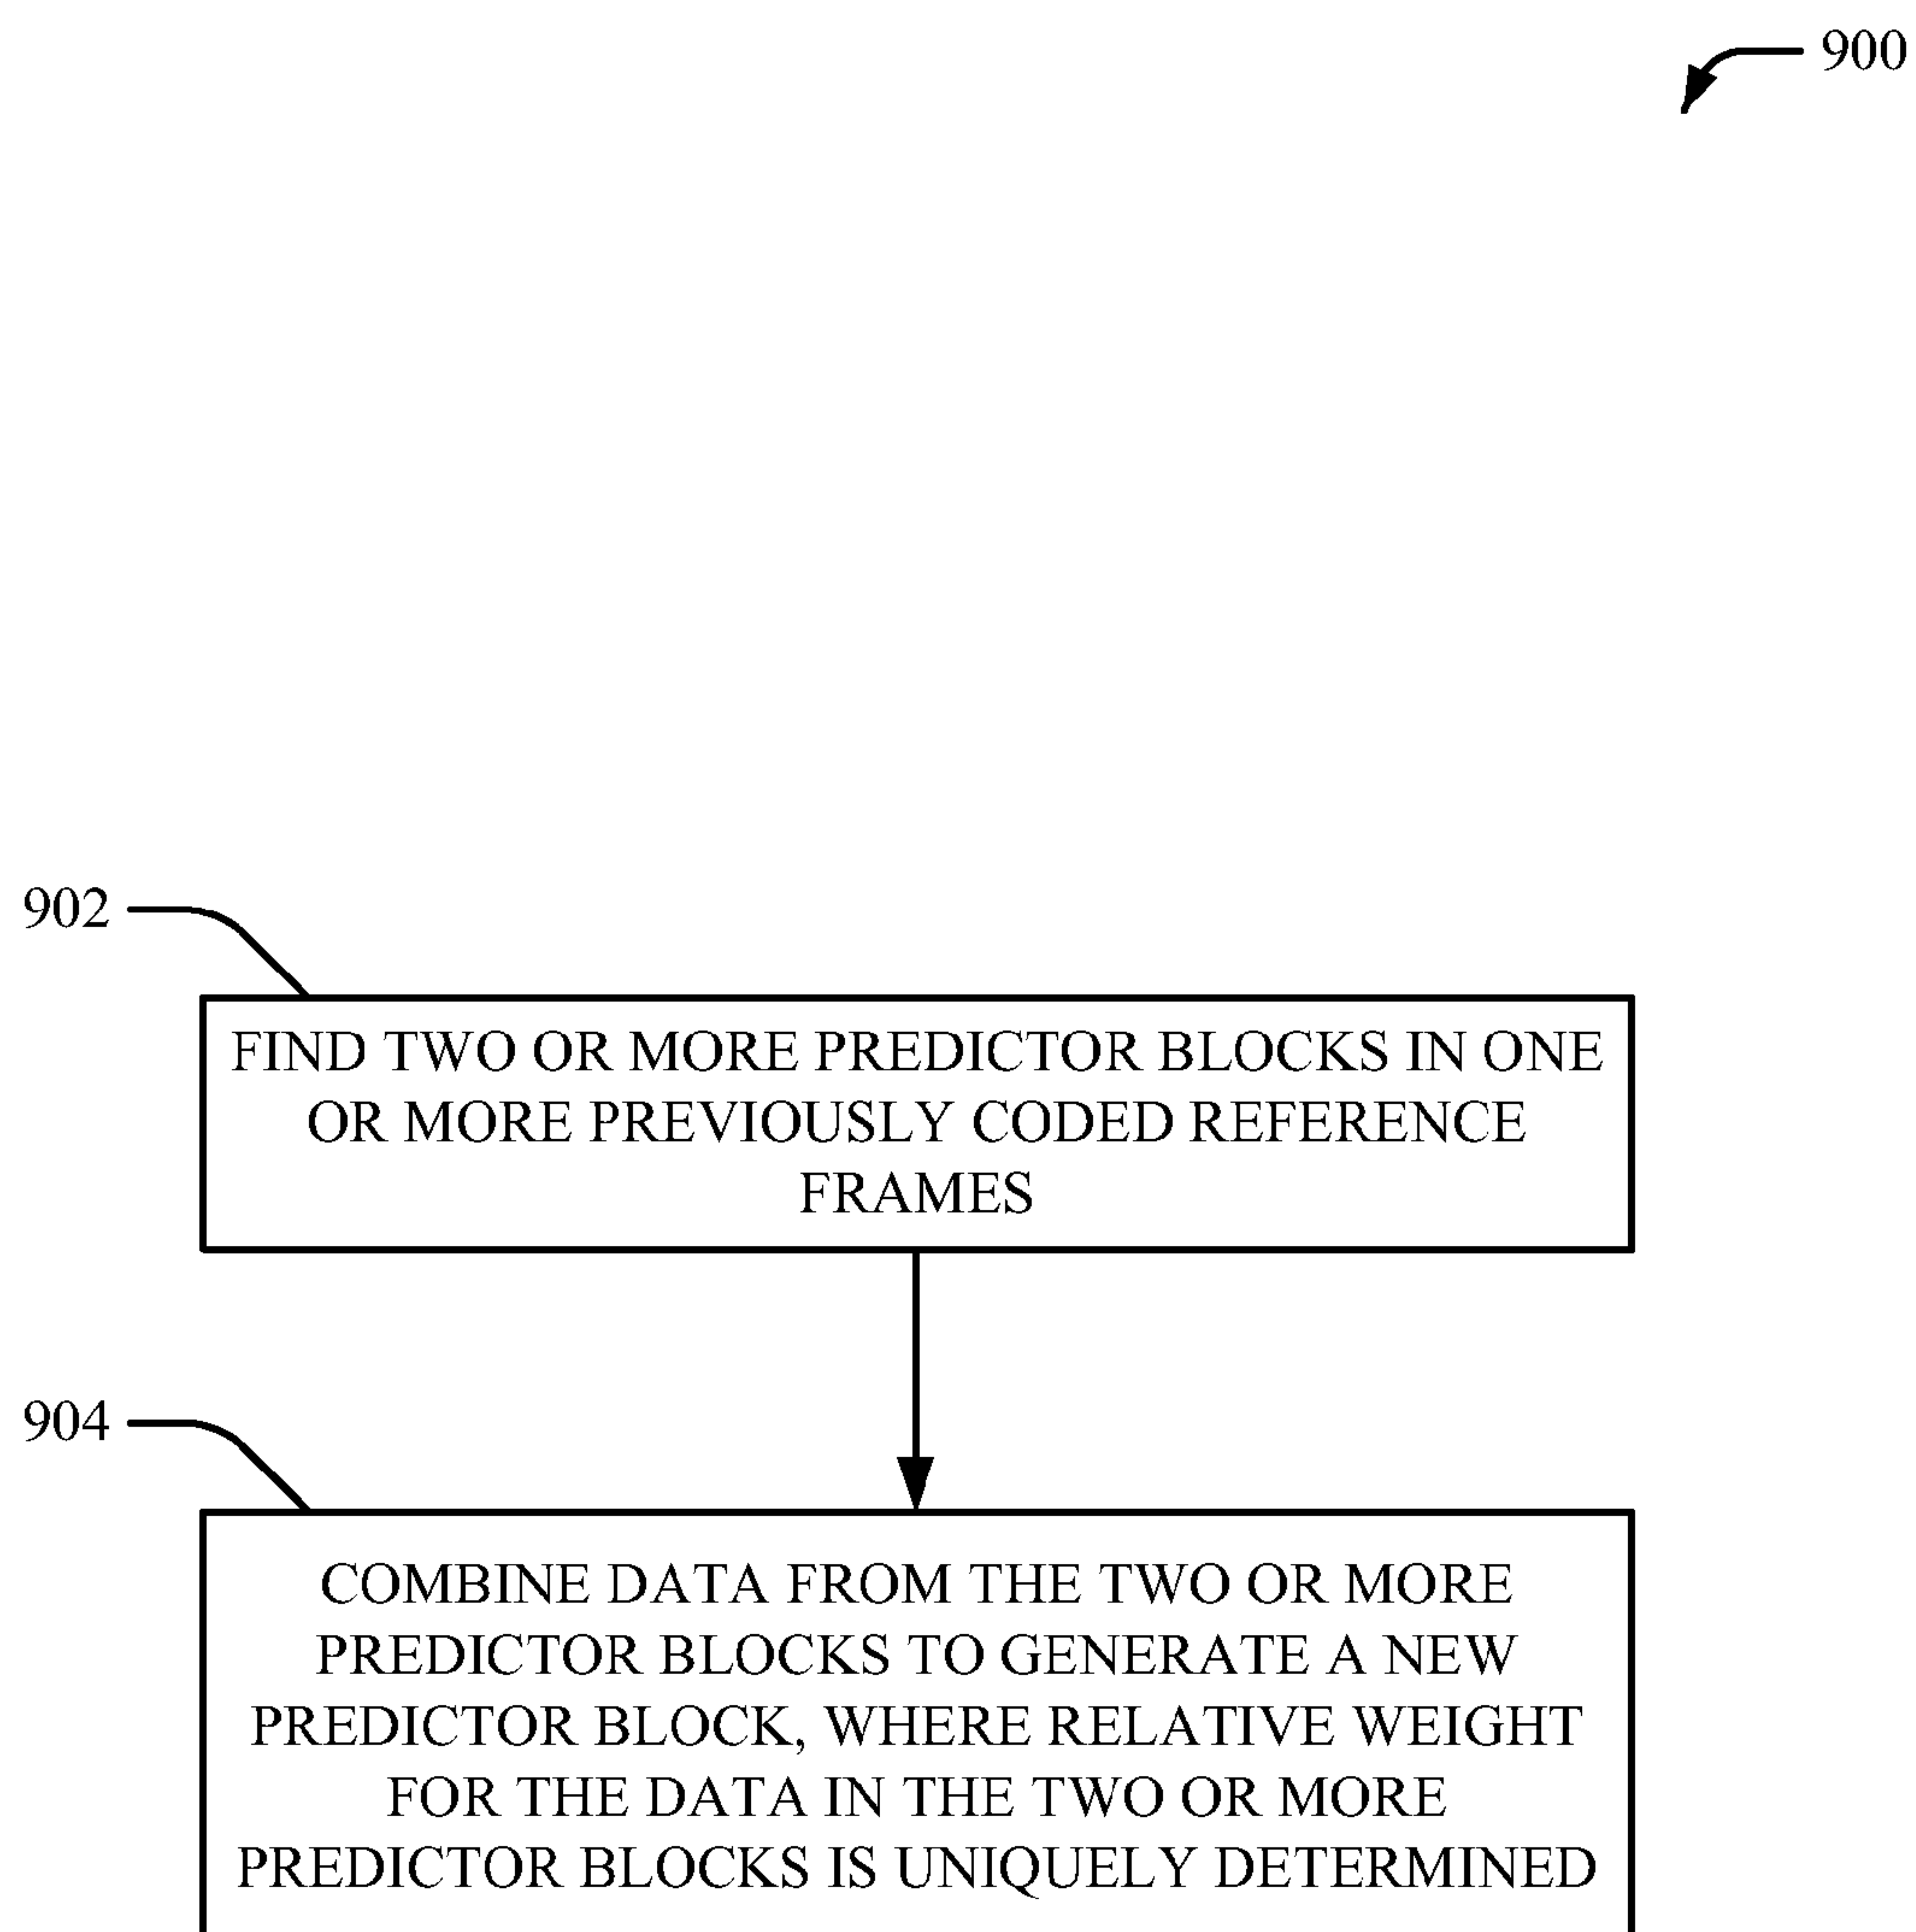 900
902
FIND TWO OR MORE PREDICTOR BLOCKS IN ONE
OR MORE PREVIOUSLY CODED REFERENCE
FRAMES
904
COMBINE DATA FROM THE TWO OR MORE
PREDICTOR BLOCKS TO GENERATE A NEW
PREDICTOR BLOCK, WHERE RELATIVE WEIGHT
FOR THE DATA IN THE TWO OR MORE
PREDICTOR BLOCKS IS UNIQUELY DETERMINED